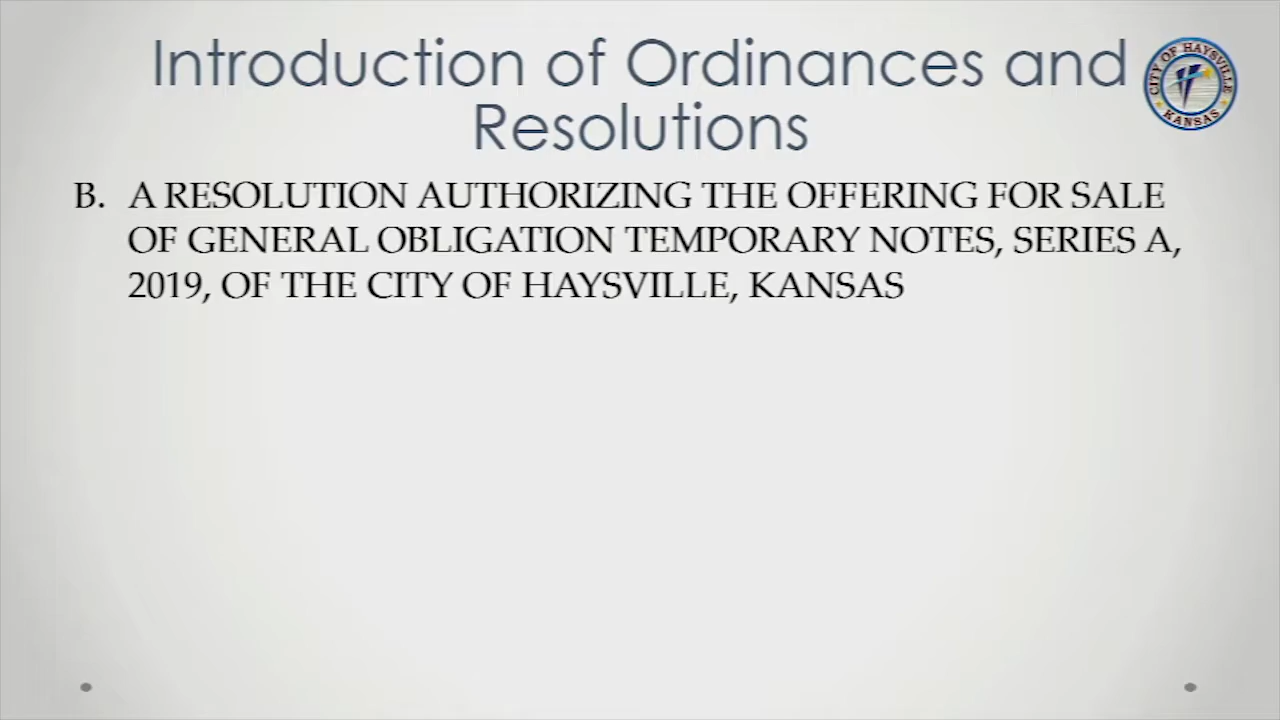 Introduction of Ordinances and
Resolutions
CITY OF HAYSVILLE
KANSAS
B. A RESOLUTION AUTHORIZING THE OFFERING FOR SALE
OF GENERAL OBLIGATION TEMPORARY NOTES, SERIES A,
2019, OF THE CITY OF HAYSVILLE, KANSAS